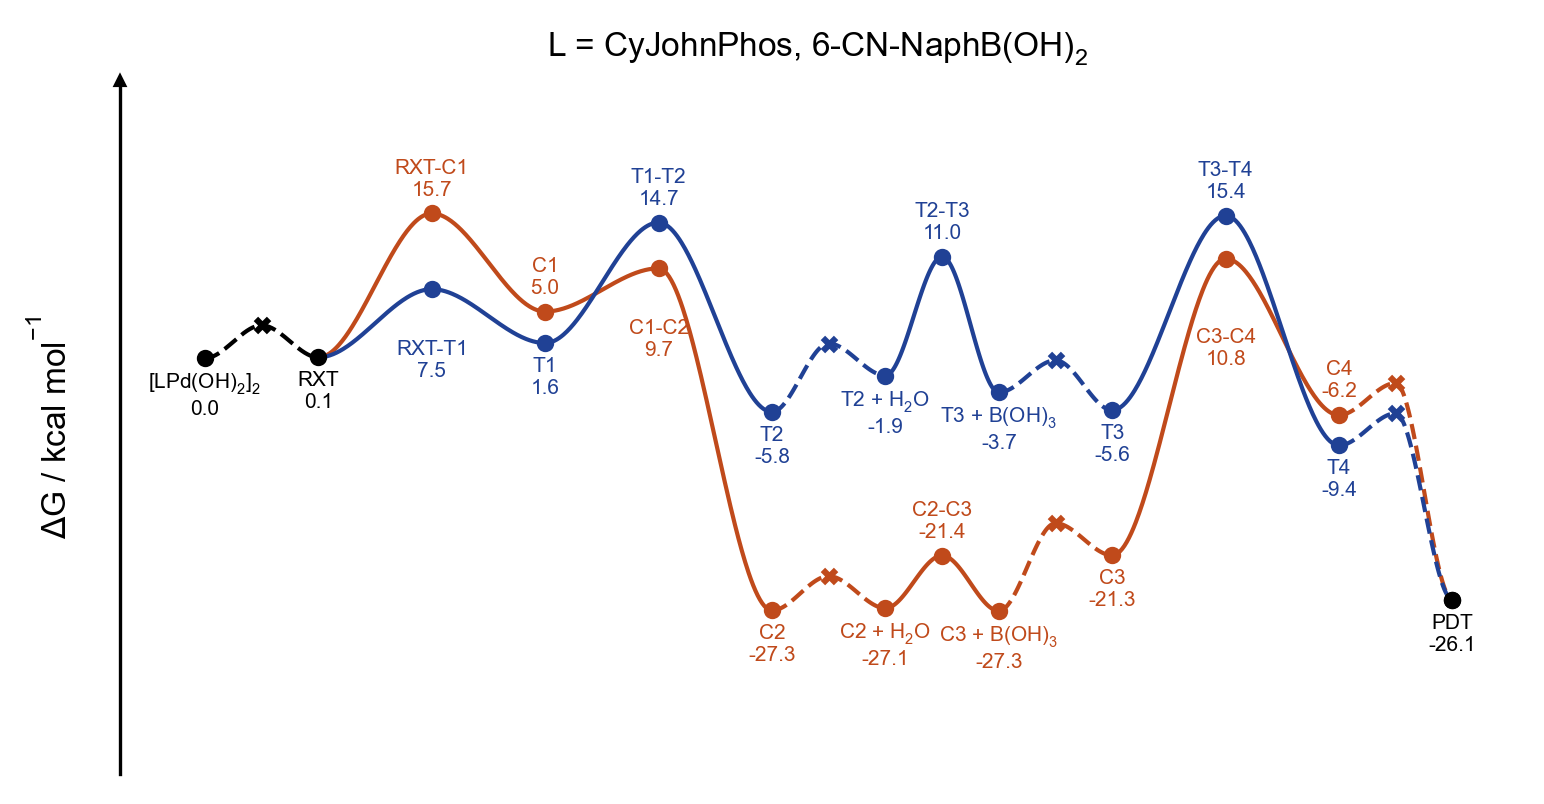 L = CyJohnPhos, 6-CN-NaphB(OH)₂
ΔG / kcal mol⁻¹
[LPd(OH)₂]₂
0.0
RXT
0.1
RXT-C1
15.7
RXT-T1
7.5
C1
5.0
T1
1.6
T1-T2
14.7
C1-C2
9.7
T2
-5.8
C2
-27.3
T2 + H₂O
-1.9
C2 + H₂O
-27.1
T2-T3
11.0
C2-C3
-21.4
T3 + B(OH)₃
-3.7
C3 + B(OH)₃
-27.3
T3
-5.6
C3
-21.3
T3-T4
15.4
C3-C4
10.8
C4
-6.2
T4
-9.4
PDT
-26.1